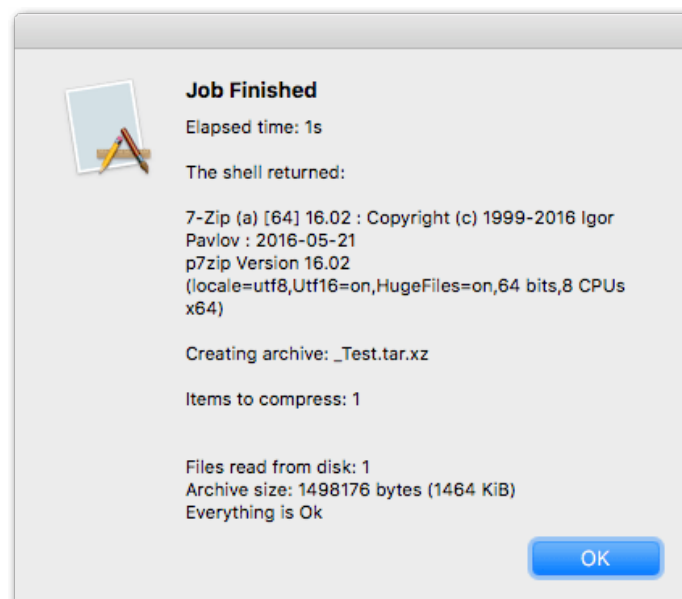 Job Finished
Elapsed time: 1s
The shell returned:
7-Zip (a) [64] 16.02 : Copyright (c) 1999-2016 Igor
Pavlov : 2016-05-21
p7zip Version 16.02
(locale=utf8,Utf16=on,HugeFiles=on,64 bits,8 CPUs
x64)
Creating archive: _Test.tar.xz
Items to compress: 1
Files read from disk: 1
Archive size: 1498176 bytes (1464 KiB)
Everything is Ok
OK